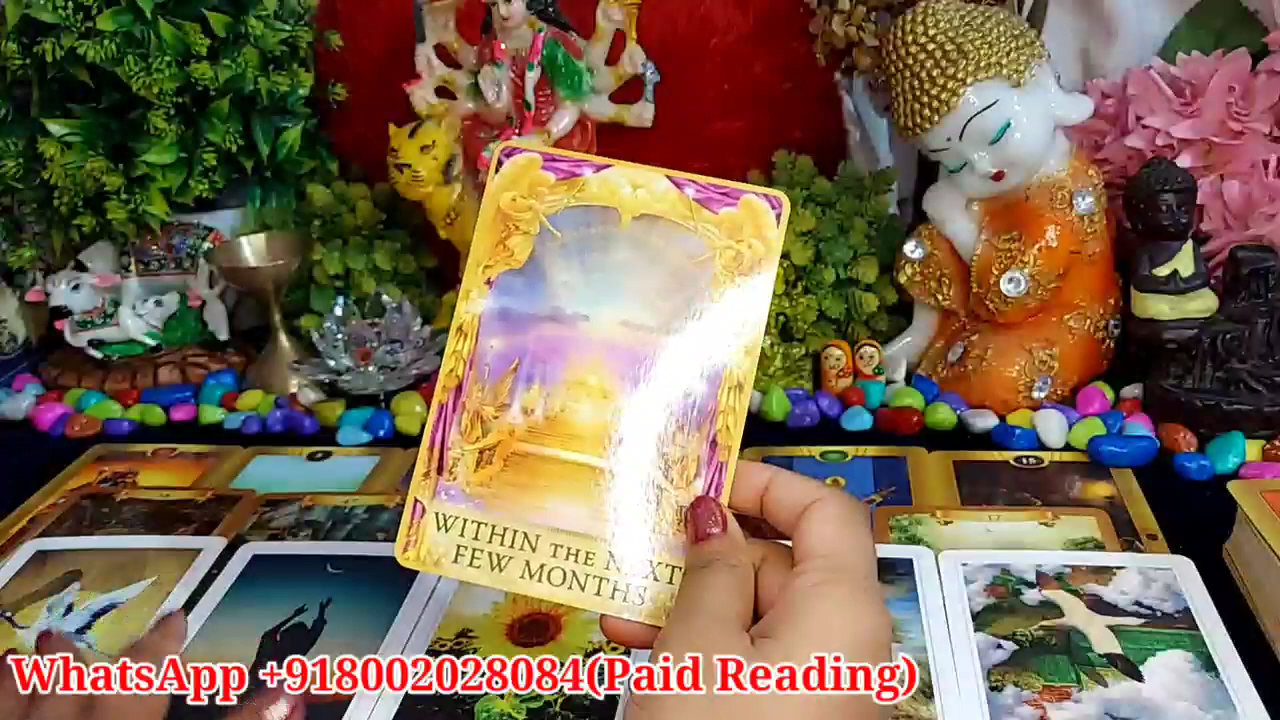 WITHIN THE NEXT
FEW MONTHS
WhatsApp +918002028084(Paid Reading)